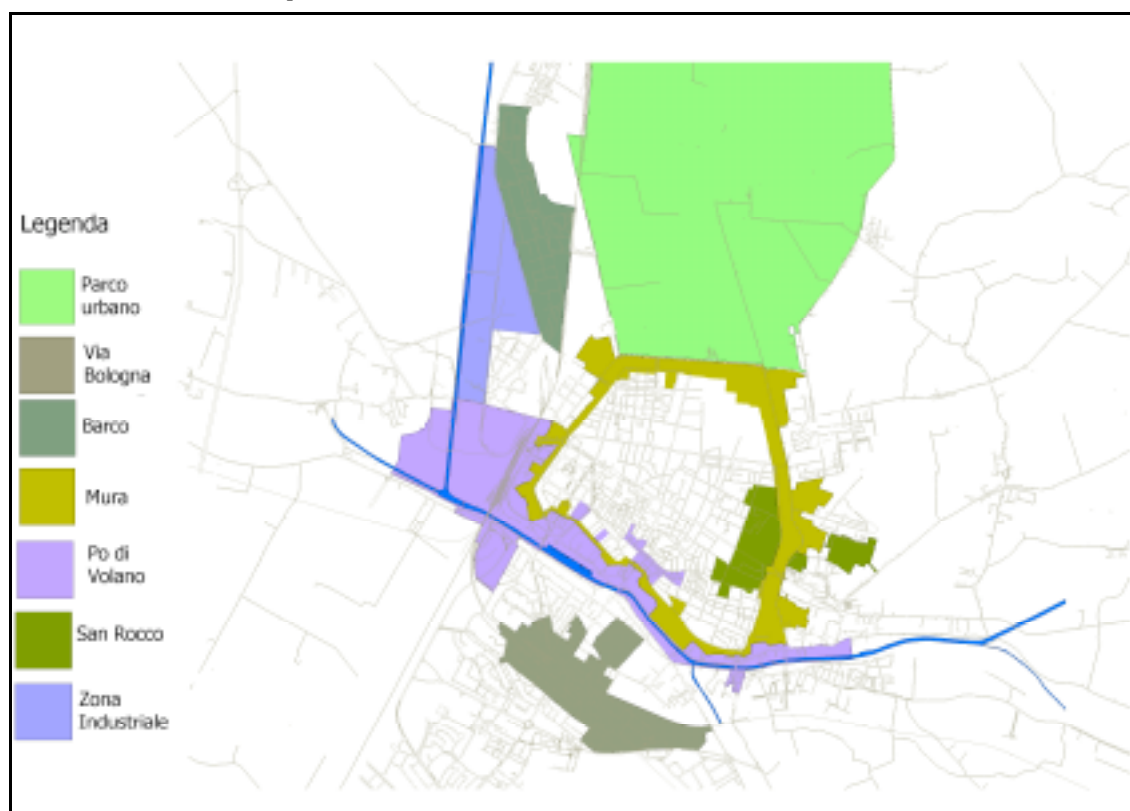 Legenda
Parco
urbano
Via
Bologna
Barco
Mura
Po di
Volano
San Rocco
Zona
Industriale